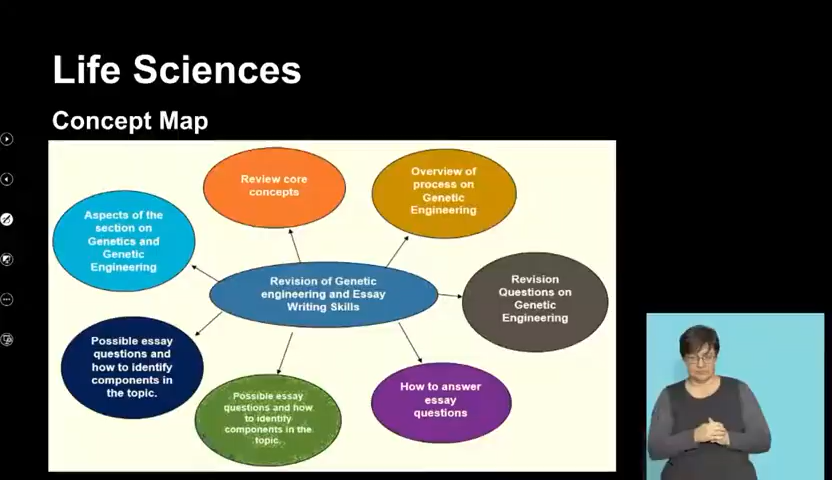 Life Sciences
Concept Map
Review core
concepts
Overview of
process on
Genetic
Engineering
Aspects of the
section on
Genetics and
Genetic
Engineering
Revision of Genetic
engineering and Essay
Writing Skills
Revision
Questions on
Genetic
Engineering
Possible essay
questions and
how to identify
components in
the topic.
Possible essay
questions and how
to identify
components in the
topic.
How to answer
essay
questions